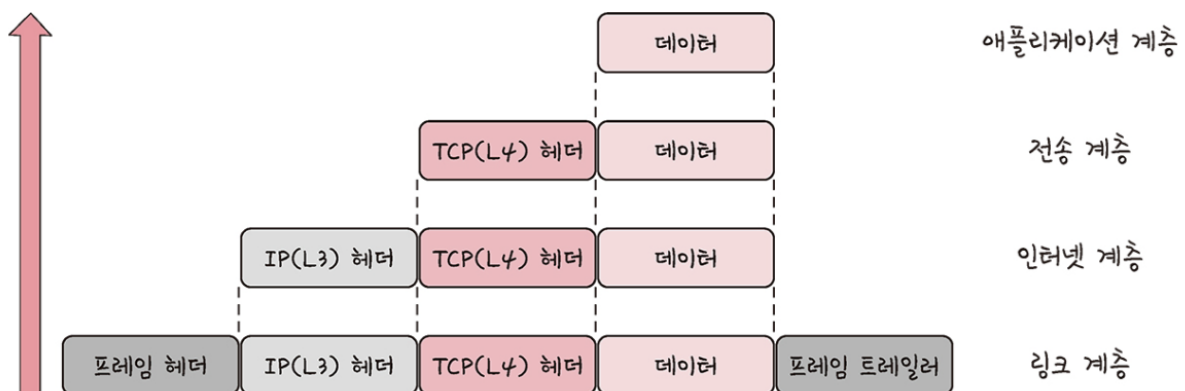 데이터 애플리케이션 계층
TCP(L4) 헤더 데이터 전송 계층
IP(L3) 헤더 TCP(L4) 헤더 데이터 인터넷 계층
프레임 헤더 IP(L3) 헤더 TCP(L4) 헤더 데이터 프레임 트레일러 링크 계층